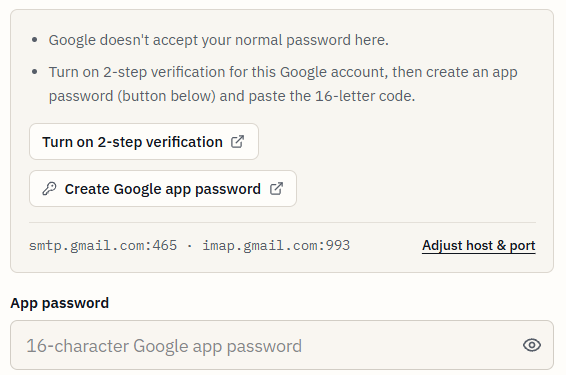 Google doesn't accept your normal password here.
Turn on 2-step verification for this Google account, then create an app
password (button below) and paste the 16-letter code.
Turn on 2-step verification
Create Google app password
smtp.gmail.com:465 · imap.gmail.com:993
Adjust host & port
App password
16-character Google app password